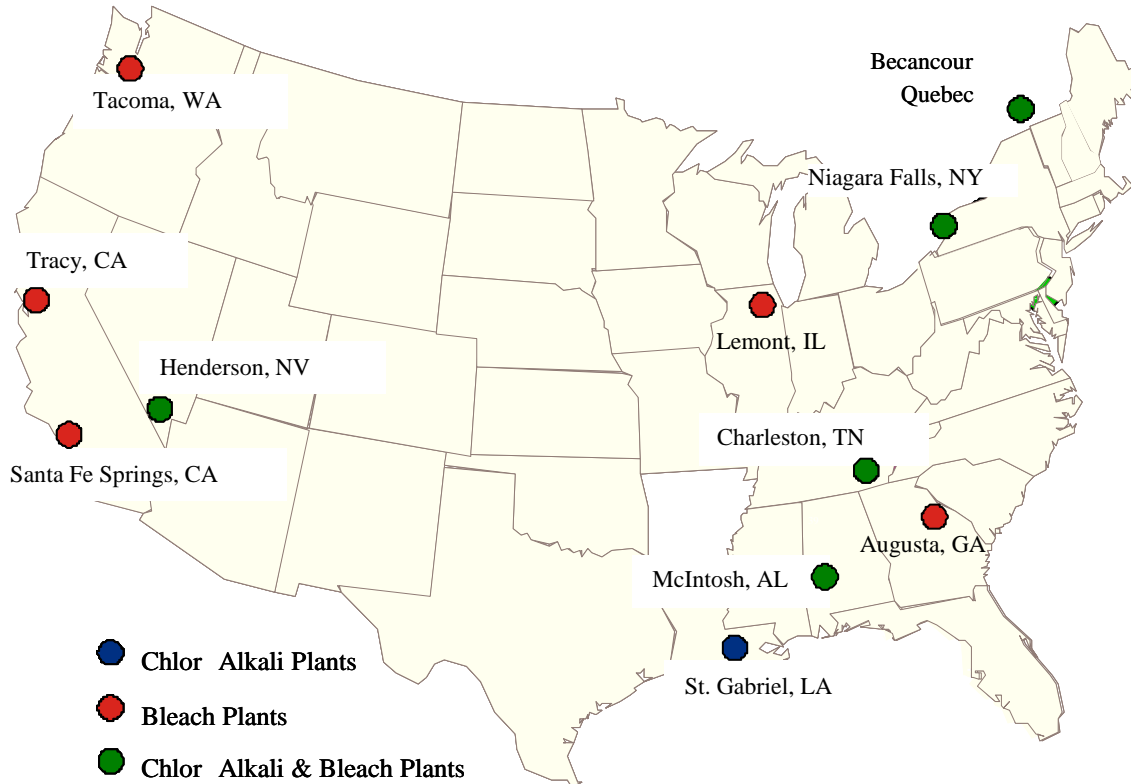 Becancour
Quebec
Tacoma, WA
Niagara Falls, NY
Tracy, CA
Lemont, IL
Henderson, NV
Charleston, TN
Santa Fe Springs, CA
Augusta, GA
McIntosh, AL
St. Gabriel, LA
Chlor Alkali Plants
Bleach Plants
Chlor Alkali & Bleach Plants